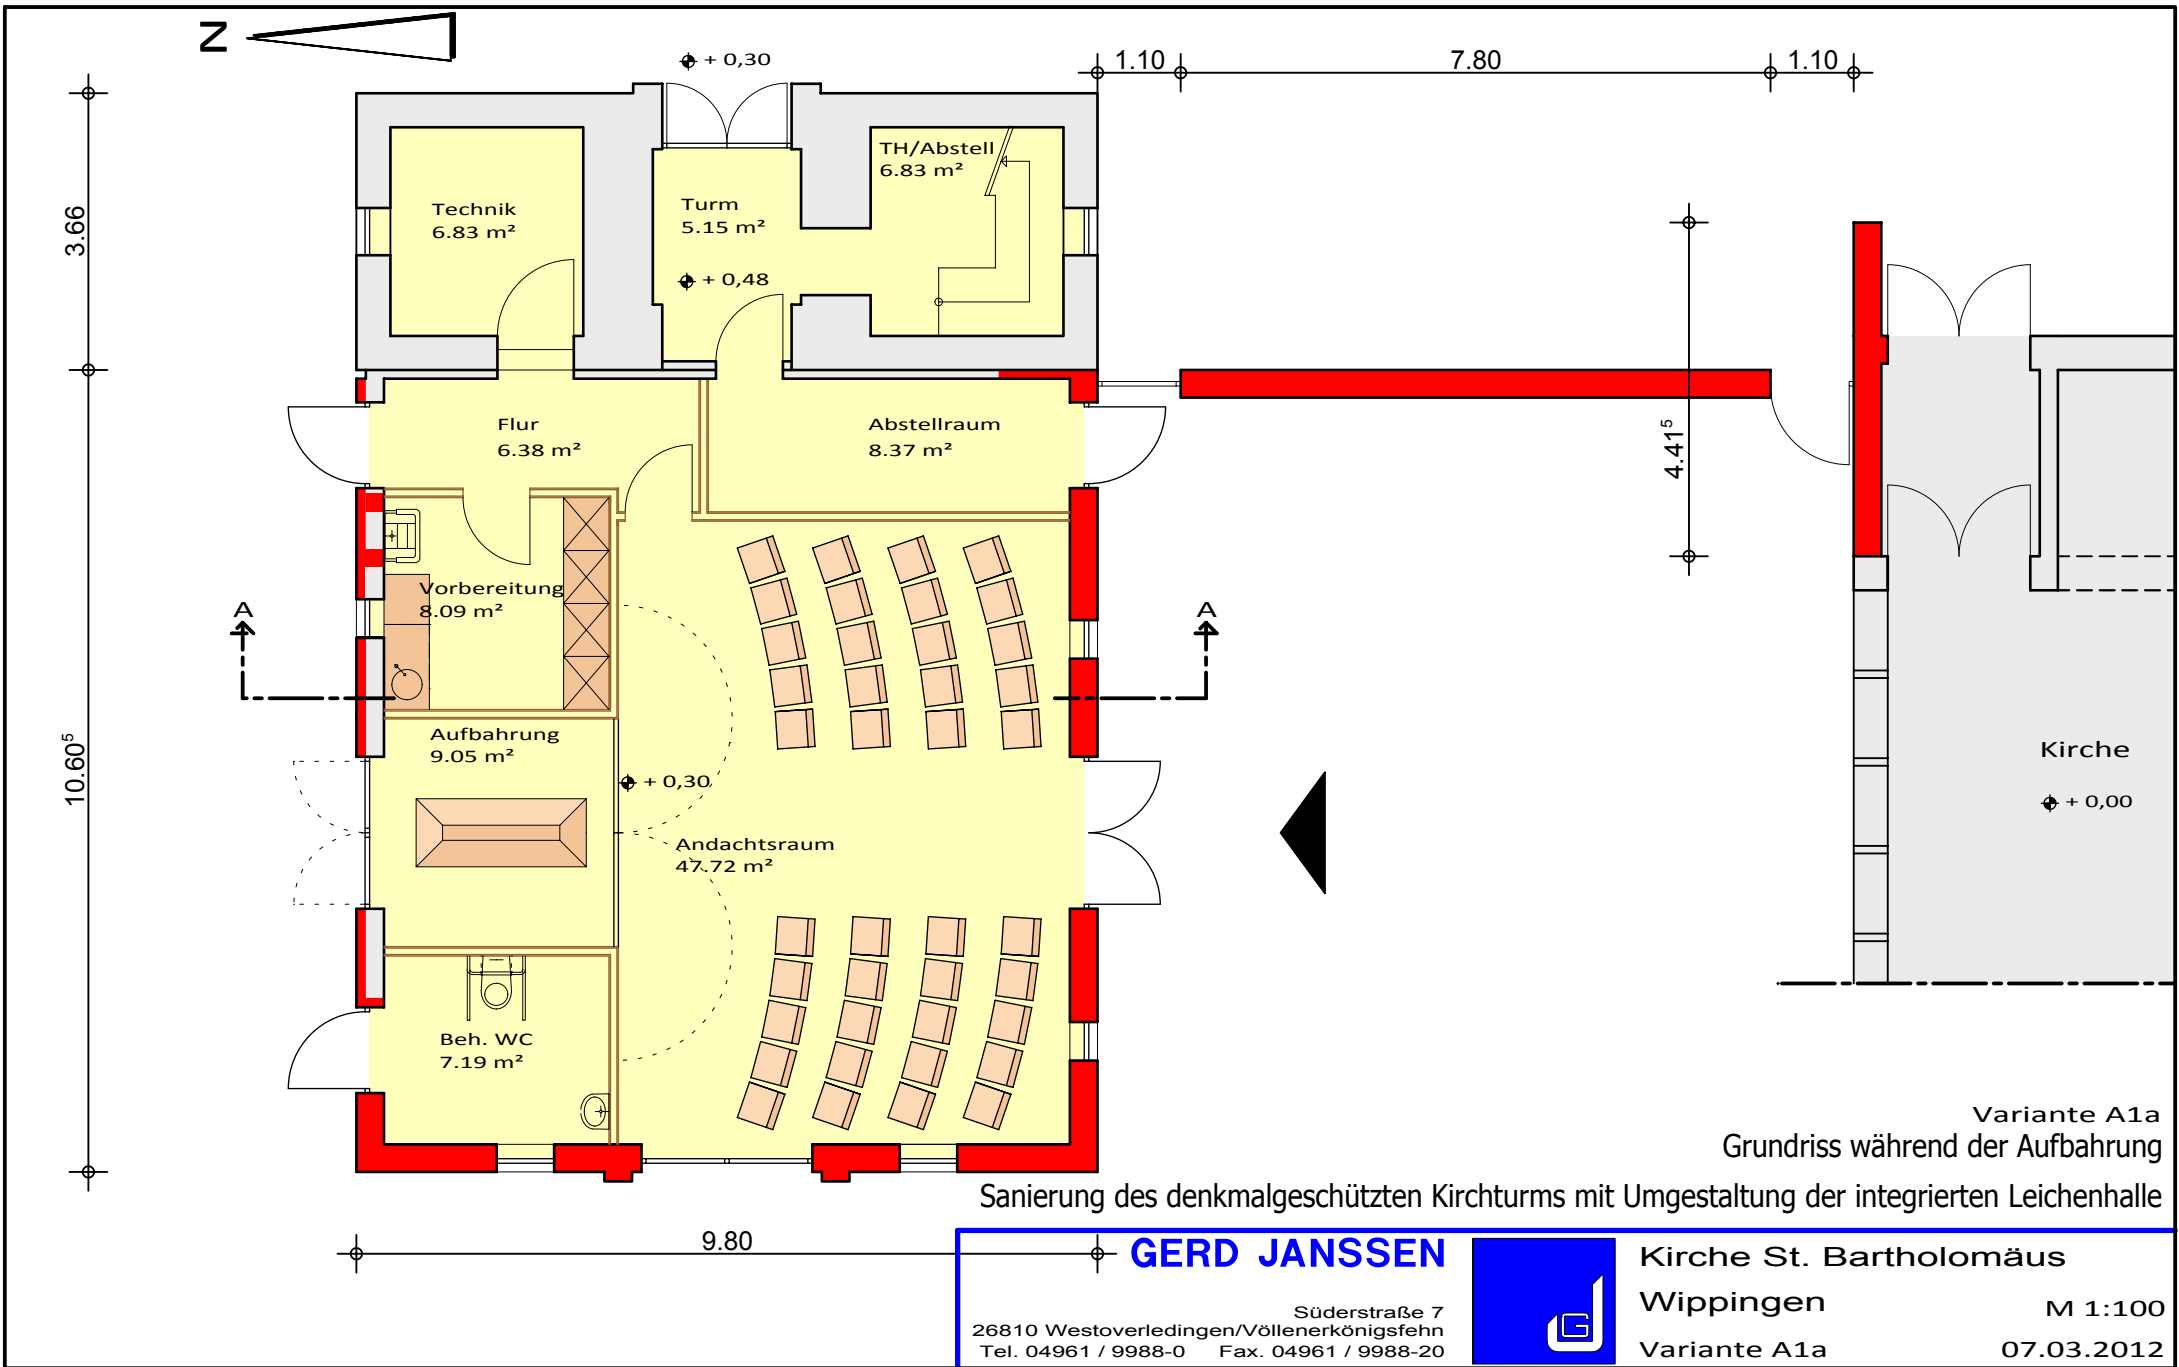 N
+ 0,30
1.10
7.80
1.10
3.66
10.60⁵
4.41⁵
9.80
Technik
6.83 m²
Turm
5.15 m²
+ 0,48
TH/Abstell
6.83 m²
Flur
6.38 m²
Abstellraum
8.37 m²
Vorbereitung
8.09 m²
A
A
Aufbahrung
9.05 m²
+ 0,30
Andachtsraum
47.72 m²
Beh. WC
7.19 m²
Kirche
+ 0,00
Variante A1a
Grundriss während der Aufbahrung
Sanierung des denkmalgeschützten Kirchturms mit Umgestaltung der integrierten Leichenhalle
GERD JANSSEN
Süderstraße 7
26810 Westoverledingen/Völlenerkönigsfehn
Tel. 04961 / 9988-0 Fax. 04961 / 9988-20
GJ
Kirche St. Bartholomäus
Wippingen
M 1:100
Variante A1a
07.03.2012